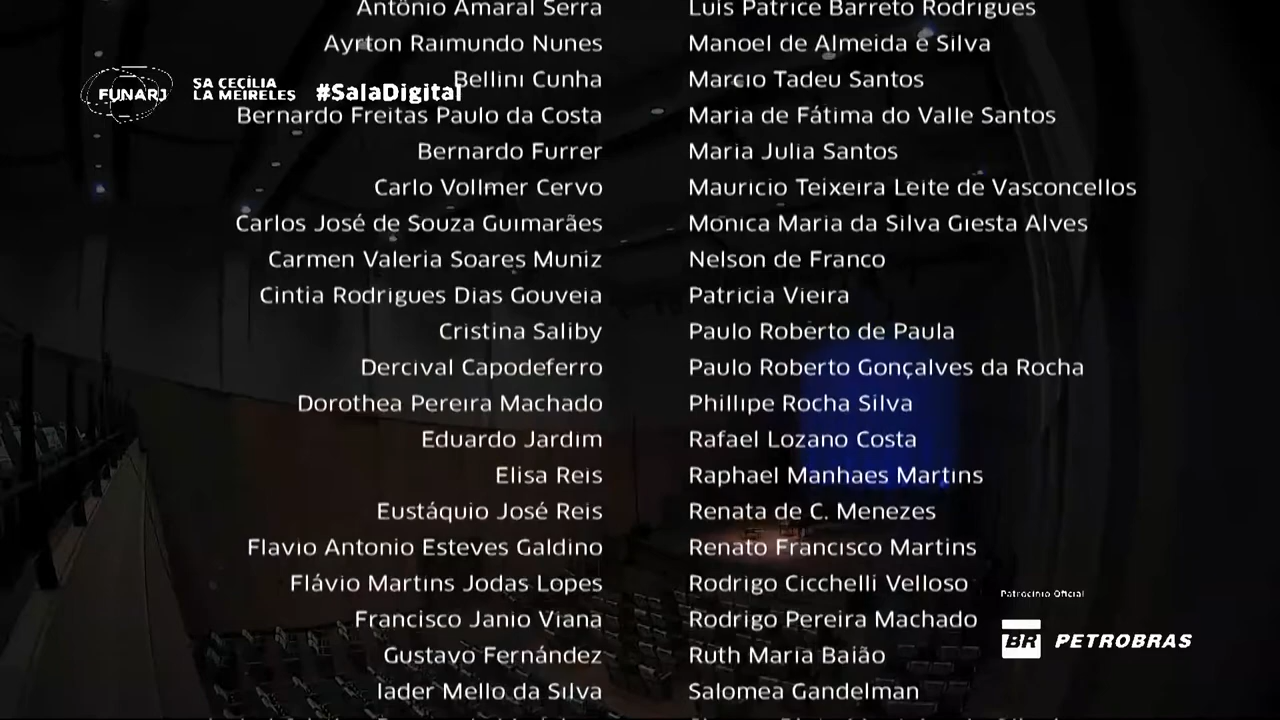 Antônio Amaral Serra
Ayrton Raimundo Nunes
Bellini Cunha
Bernardo Freitas Paulo da Costa
Bernardo Furrer
Carlo Vollmer Cervo
Carlos José de Souza Guimarães
Carmen Valeria Soares Muniz
Cintia Rodrigues Dias Gouveia
Cristina Saliby
Dercival Capodeferro
Dorothea Pereira Machado
Eduardo Jardim
Elisa Reis
Eustáquio José Reis
Flavio Antonio Esteves Galdino
Flávio Martins Jodas Lopes
Francisco Janio Viana
Gustavo Fernández
Iader Mello da Silva
Luis Patrice Barreto Rodrigues
Manoel de Almeida e Silva
Marcio Tadeu Santos
Maria de Fátima do Valle Santos
Maria Julia Santos
Mauricio Teixeira Leite de Vasconcellos
Monica Maria da Silva Giesta Alves
Nelson de Franco
Patricia Vieira
Paulo Roberto de Paula
Paulo Roberto Gonçalves da Rocha
Phillipe Rocha Silva
Rafael Lozano Costa
Raphael Manhaes Martins
Renata de C. Menezes
Renato Francisco Martins
Rodrigo Cicchelli Velloso
Rodrigo Pereira Machado
Ruth Maria Baião
Salomea Gandelman
FUNARJ
SA CECÍLIA
LA MEIRELES
#SalaDigital
Patrocínio Oficial
BR PETROBRAS